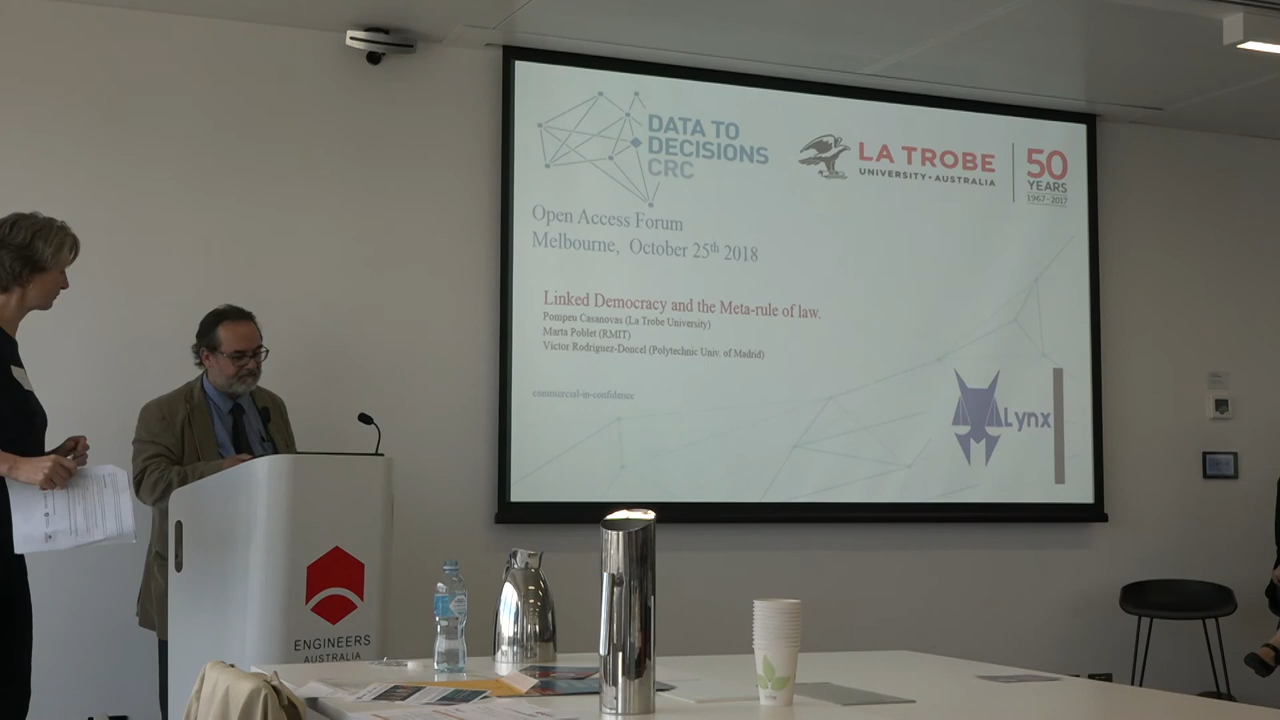 DATA TO
DECISIONS
CRC
LA TROBE
UNIVERSITY • AUSTRALIA
50
YEARS
1967-2017
Open Access Forum
Melbourne, October 25th 2018
Linked Democracy and the Meta-rule of law.
Pompeu Casanovas (La Trobe University)
Marta Poblet (RMIT)
Víctor Rodríguez-Doncel (Polytechnic Univ. of Madrid)
commercial-in-confidence
Lynx
ENGINEERS
AUSTRALIA